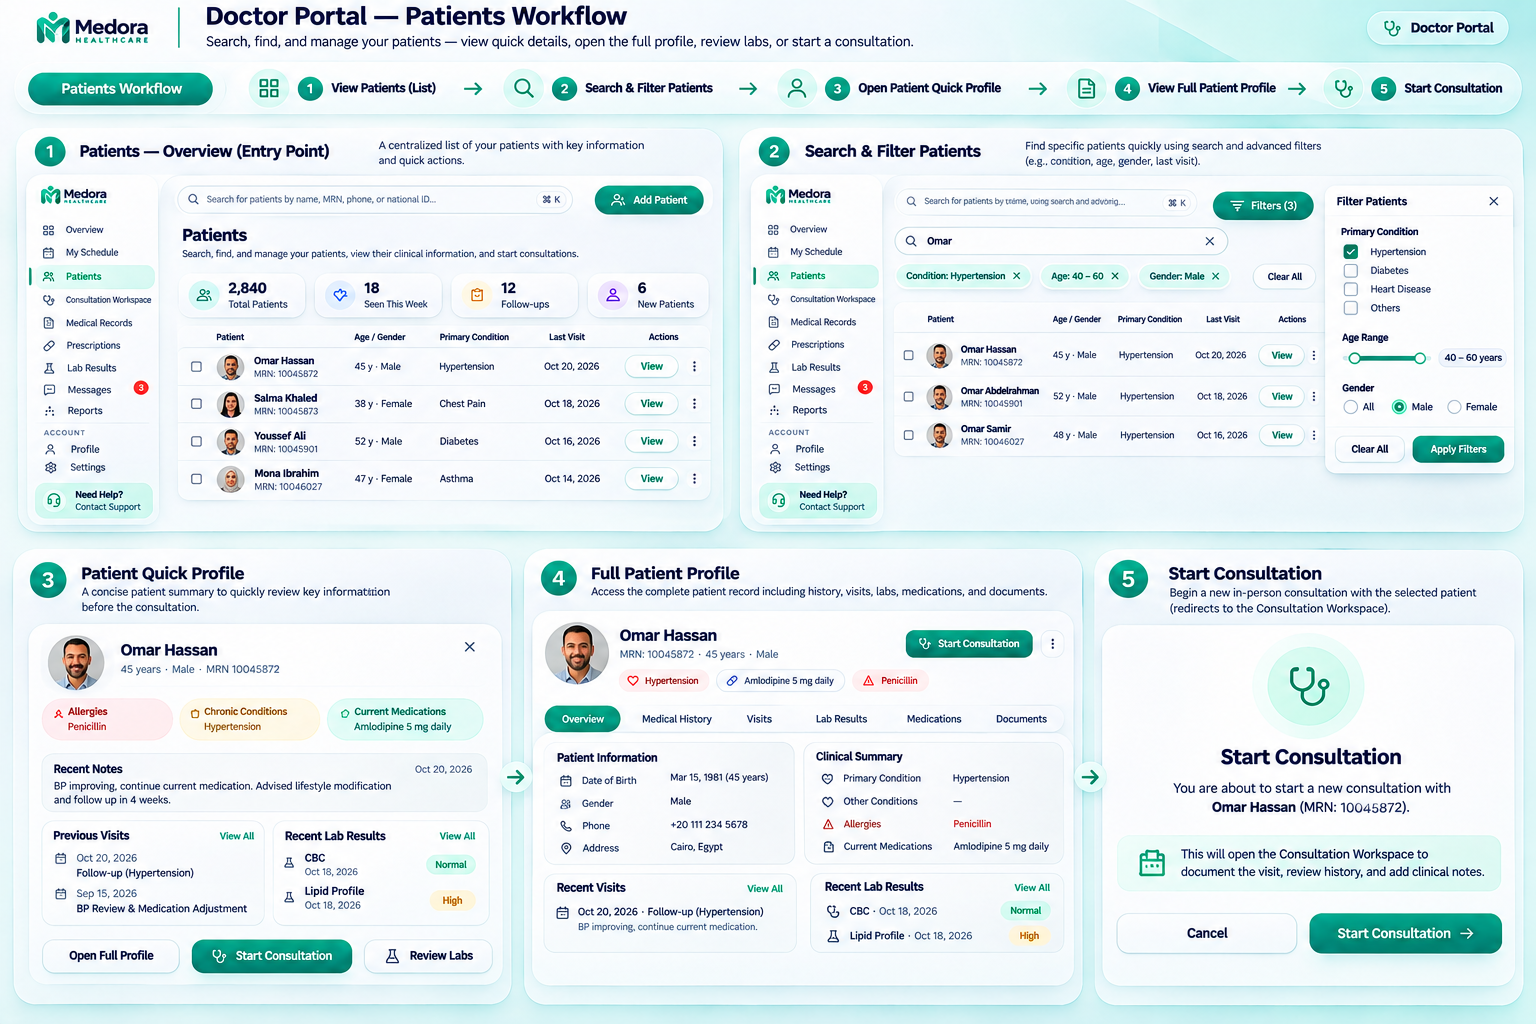 Medora
HEALTHCARE
Doctor Portal — Patients Workflow
Search, find, and manage your patients — view quick details, open the full profile, review labs, or start a consultation.
Doctor Portal
Patients Workflow
1 View Patients (List)
2 Search & Filter Patients
3 Open Patient Quick Profile
4 View Full Patient Profile
5 Start Consultation
1 Patients — Overview (Entry Point)
A centralized list of your patients with key information
and quick actions.
Medora
HEALTHCARE
Overview
My Schedule
Patients
Consultation Workspace
Medical Records
Prescriptions
Lab Results
Messages 3
Reports
ACCOUNT
Profile
Settings
Need Help?
Contact Support
Search for patients by name, MRN, phone, or national ID... ⌘ K
Add Patient
Patients
Search, find, and manage your patients, view their clinical information, and start consultations.
2,840
Total Patients
18
Seen This Week
12
Follow-ups
6
New Patients
Patient Age / Gender Primary Condition Last Visit Actions
Omar Hassan
MRN: 10045872
45 y · Male Hypertension Oct 20, 2026 View
Salma Khaled
MRN: 10045873
38 y · Female Chest Pain Oct 18, 2026 View
Youssef Ali
MRN: 10045901
52 y · Male Diabetes Oct 16, 2026 View
Mona Ibrahim
MRN: 10046027
47 y · Female Asthma Oct 14, 2026 View
2 Search & Filter Patients
Find specific patients quickly using search and advanced filters
(e.g.. condition, age, gender, last visit).
Medora
HEALTHCARE
Overview
My Schedule
Patients
Consultation Workspace
Medical Records
Prescriptions
Lab Results
Messages 3
Reports
ACCOUNT
Profile
Settings
Need Help?
Contact Support
Search for patients by using search and ⌘ K
Filters (3)
Omar ✕
Condition: Hypertension ✕
Age: 40 – 60 ✕
Gender: Male ✕
Clear All
Patient Age / Gender Primary Condition Last Visit Actions
Omar Hassan
MRN: 10045872
45 y · Male Hypertension Oct 20, 2026 View
Omar Abdelrahman
MRN: 10045901
52 y · Male Hypertension Oct 18, 2026 View
Omar Samir
MRN: 10046027
48 y · Male Hypertension Oct 16, 2026 View
Filter Patients ✕
Primary Condition
Hypertension
Diabetes
Heart Disease
Others
Age Range
40 – 60 years
Gender
All Male Female
Clear All
Apply Filters
3 Patient Quick Profile
A concise patient summary to quickly review key information
before the consultation.
Omar Hassan
45 years · Male · MRN 10045872
Allergies
Penicillin
Chronic Conditions
Hypertension
Current Medications
Amlodipine 5 mg daily
Recent Notes Oct 20, 2026
BP improving, continue current medication. Advised lifestyle modification
and follow up in 4 weeks.
Previous Visits View All
Oct 20, 2026
Follow-up (Hypertension)
Sep 15, 2026
BP Review & Medication Adjustment
Recent Lab Results View All
CBC
Oct 18, 2026
Normal
Lipid Profile
Oct 18, 2026
High
Open Full Profile
Start Consultation
Review Labs
4 Full Patient Profile
Access the complete patient record including history, visits, labs, medications, and documents.
Omar Hassan
MRN: 10045872 · 45 years · Male
Start Consultation
Hypertension
Amlodipine 5 mg daily
Penicillin
Overview Medical History Visits Lab Results Medications Documents
Patient Information
Date of Birth Mar 15, 1981 (45 years)
Gender Male
Phone +20 111 234 5678
Address Cairo, Egypt
Clinical Summary
Primary Condition Hypertension
Other Conditions —
Allergies Penicillin
Current Medications Amlodipine 5 mg daily
Recent Visits View All
Oct 20, 2026 · Follow-up (Hypertension)
BP improving, continue current medication.
Recent Lab Results View All
CBC · Oct 18, 2026 Normal
Lipid Profile · Oct 18, 2026 High
5 Start Consultation
Begin a new in-person consultation with the selected patient
(redirects to the Consultation Workspace).
Start Consultation
You are about to start a new consultation with
Omar Hassan (MRN: 10045872).
This will open the Consultation Workspace to
document the visit, review history, and add clinical notes.
Cancel
Start Consultation →